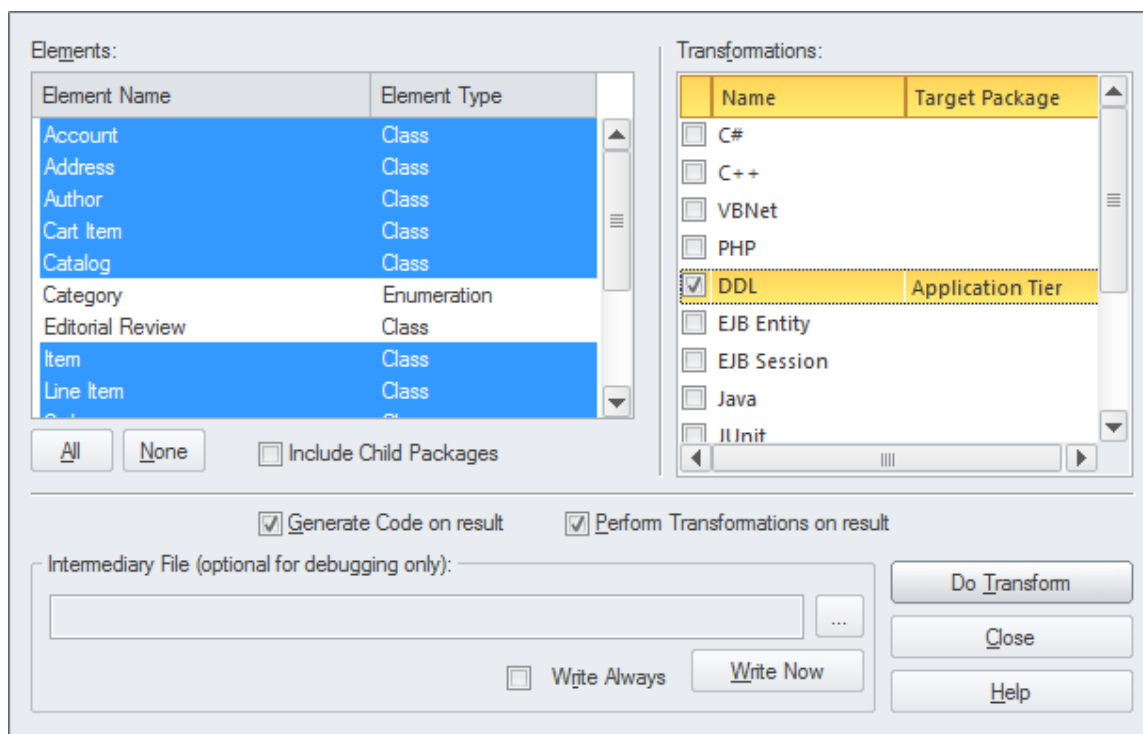 Elements:
Element Name Element Type
Account Class
Address Class
Author Class
Cart Item Class
Catalog Class
Category Enumeration
Editorial Review Class
Item Class
Line Item Class
All None Include Child Packages
Transformations:
Name Target Package
C#
C++
VBNet
PHP
DDL Application Tier
EJB Entity
EJB Session
Java
JUnit
Generate Code on result Perform Transformations on result
Intermediary File (optional for debugging only):
...
Write Always Write Now
Do Transform
Close
Help